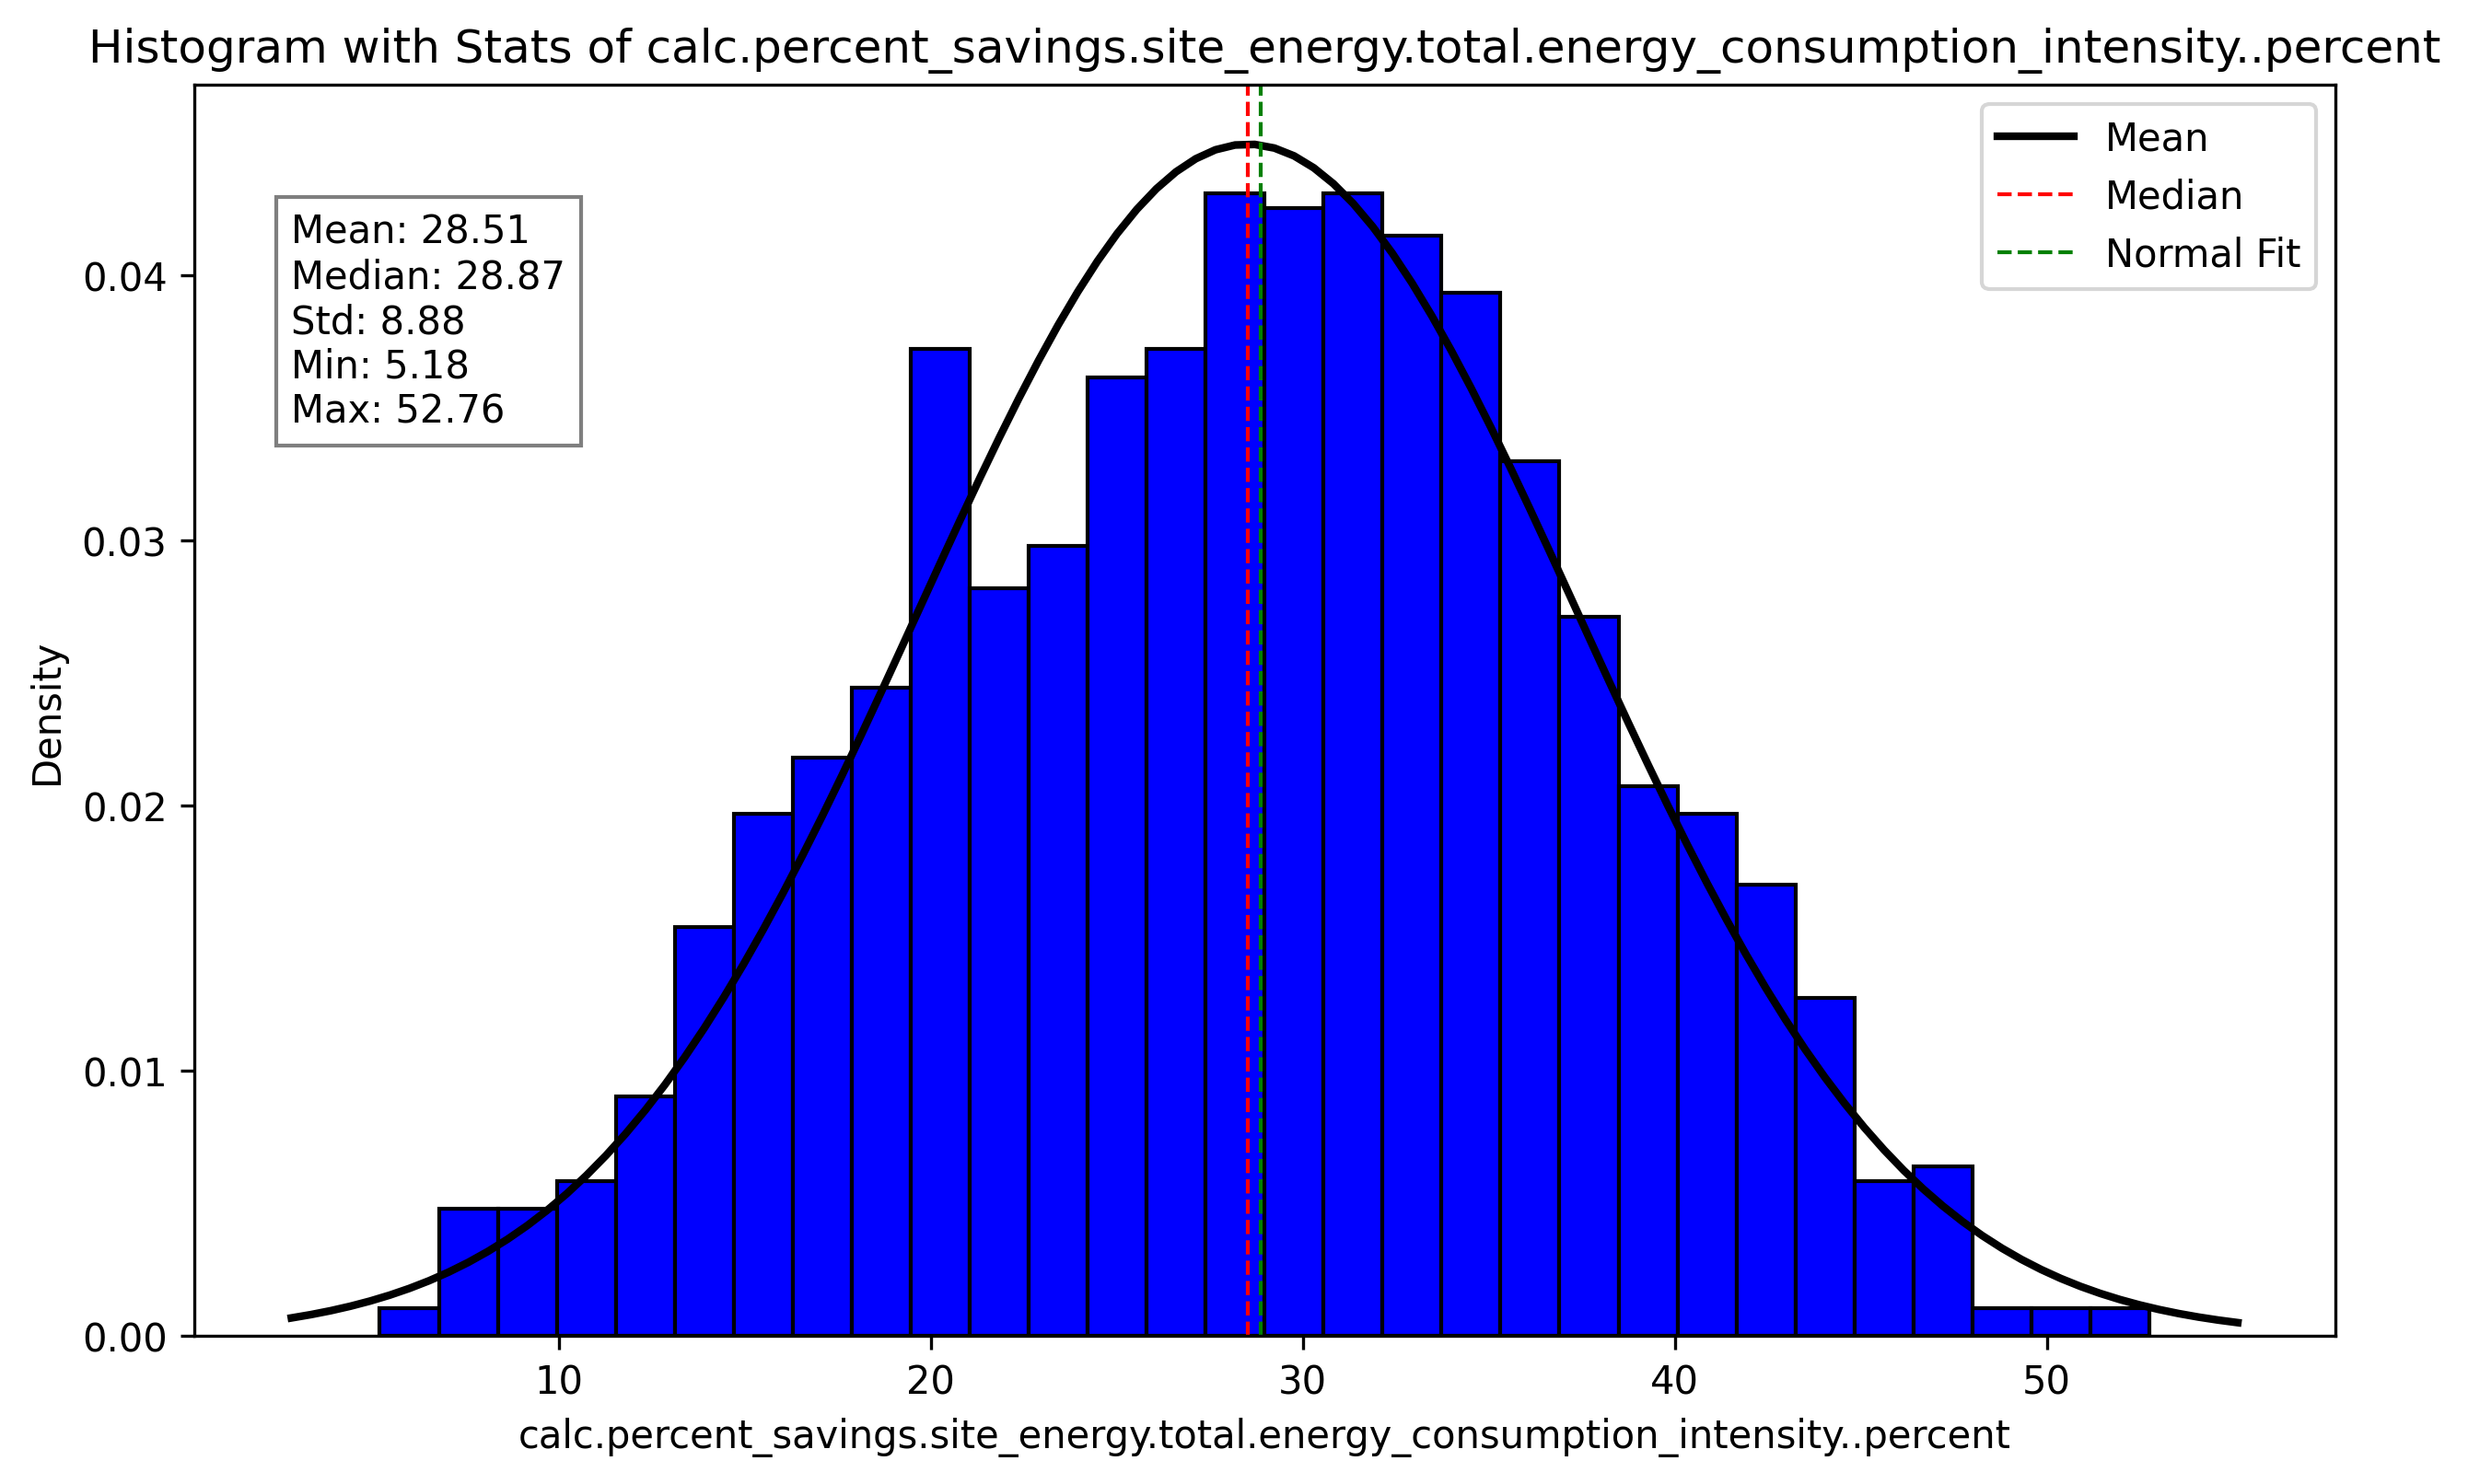 Histogram with Stats of calc.percent_savings.site_energy.total.energy_consumption_intensity..percent
Mean
Median
Normal Fit
Mean: 28.51
Median: 28.87
Std: 8.88
Min: 5.18
Max: 52.76
0.04
0.03
0.02
0.01
0.00
Density
10 20 30 40 50
calc.percent_savings.site_energy.total.energy_consumption_intensity..percent